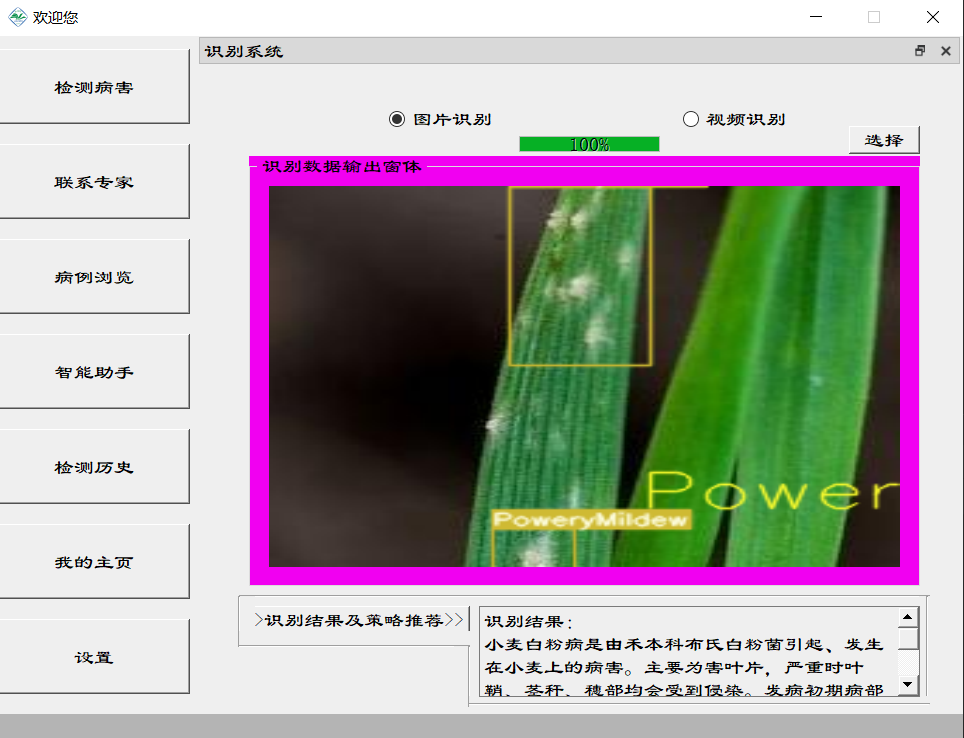 欢迎您
检测病害
联系专家
病例浏览
智能助手
检测历史
我的主页
设置
识别系统
图片识别
视频识别
100%
选择
识别数据输出窗体
Power
PoweryMildew
>识别结果及策略推荐>>
识别结果：
小麦白粉病是由禾本科布氏白粉菌引起、发生
在小麦上的病害。主要为害叶片，严重时叶
鞘、茎秆、穗部均会受到侵染。发病初期病部